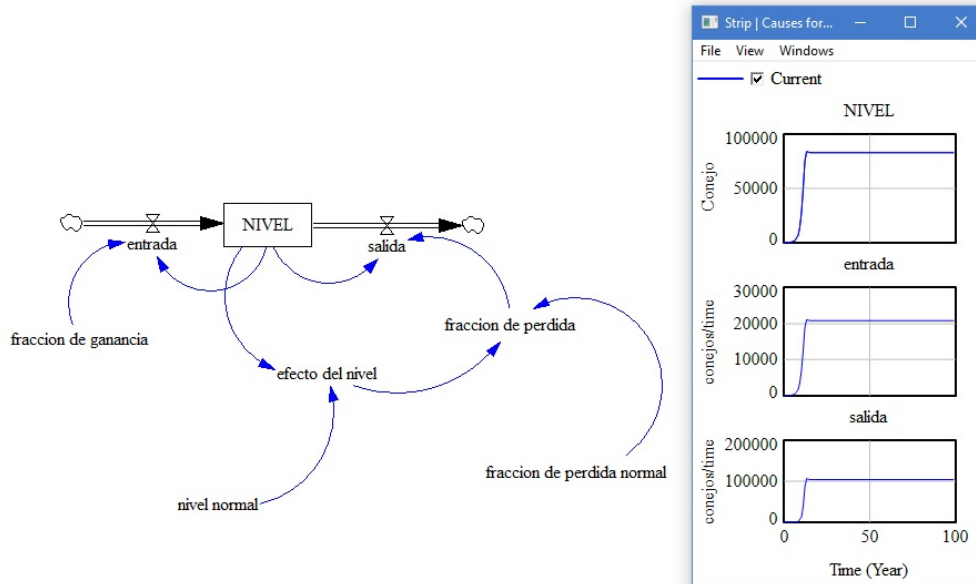 Strip | Causes for...
File View Windows
Current
NIVEL
100000
50000
0
Conejo
entrada
30000
20000
10000
0
conejos/time
salida
200000
100000
0
conejos/time
0 50 100
Time (Year)
NIVEL
entrada
salida
fraccion de ganancia
fraccion de perdida
efecto del nivel
fraccion de perdida normal
nivel normal